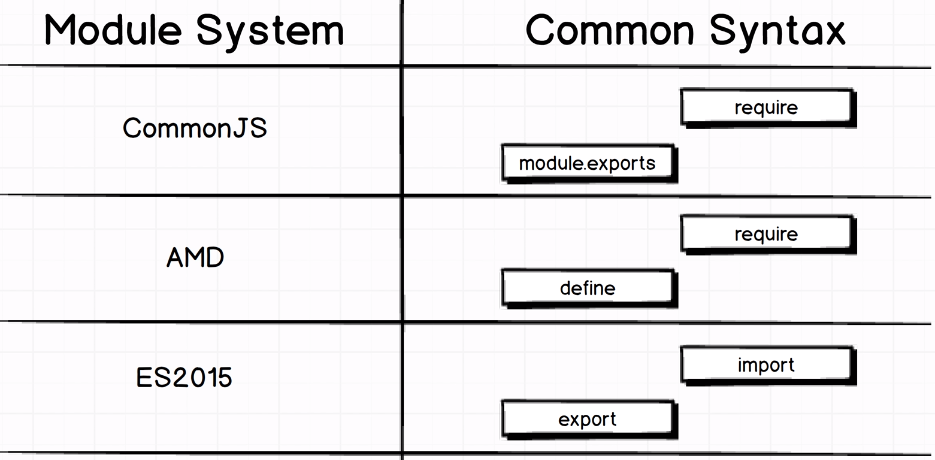 Module System
Common Syntax
CommonJS
require
module.exports
AMD
require
define
ES2015
import
export